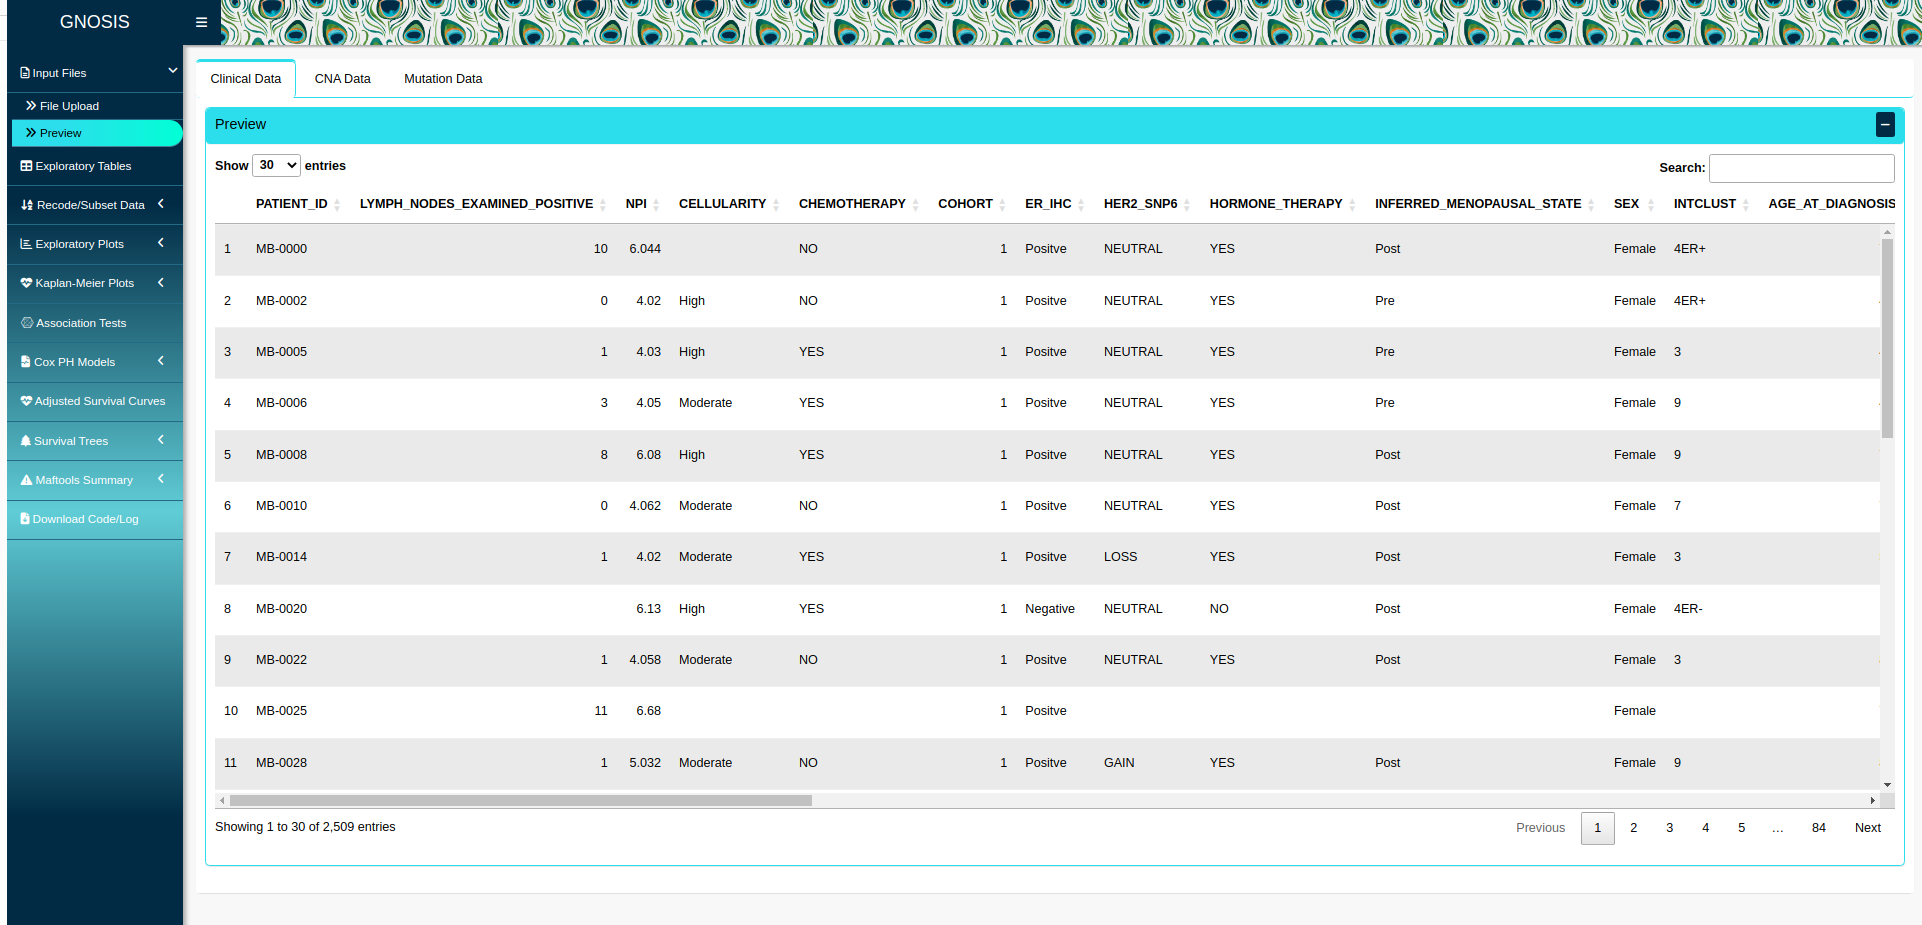 GNOSIS
Input Files
File Upload
Preview
Exploratory Tables
Recode/Subset Data
Exploratory Plots
Kaplan-Meier Plots
Association Tests
Cox PH Models
Adjusted Survival Curves
Survival Trees
Maftools Summary
Download Code/Log
Clinical Data CNA Data Mutation Data
Preview
Show 30 entries Search:
PATIENT_ID LYMPH_NODES_EXAMINED_POSITIVE NPI CELLULARITY CHEMOTHERAPY COHORT ER_IHC HER2_SNP6 HORMONE_THERAPY INFERRED_MENOPAUSAL_STATE SEX INTCLUST AGE_AT_DIAGNOSIS
1 MB-0000 10 6.044 NO 1 Positve NEUTRAL YES Post Female 4ER+
2 MB-0002 0 4.02 High NO 1 Positve NEUTRAL YES Pre Female 4ER+
3 MB-0005 1 4.03 High YES 1 Positve NEUTRAL YES Pre Female 3
4 MB-0006 3 4.05 Moderate YES 1 Positve NEUTRAL YES Pre Female 9
5 MB-0008 8 6.08 High YES 1 Positve NEUTRAL YES Post Female 9
6 MB-0010 0 4.062 Moderate NO 1 Positve NEUTRAL YES Post Female 7
7 MB-0014 1 4.02 Moderate YES 1 Positve LOSS YES Post Female 3
8 MB-0020 6.13 High YES 1 Negative NEUTRAL NO Post Female 4ER-
9 MB-0022 1 4.058 Moderate NO 1 Positve NEUTRAL YES Post Female 3
10 MB-0025 11 6.68 1 Positve Female
11 MB-0028 1 5.032 Moderate NO 1 Positve GAIN YES Post Female 9
Showing 1 to 30 of 2,509 entries Previous 1 2 3 4 5 … 84 Next